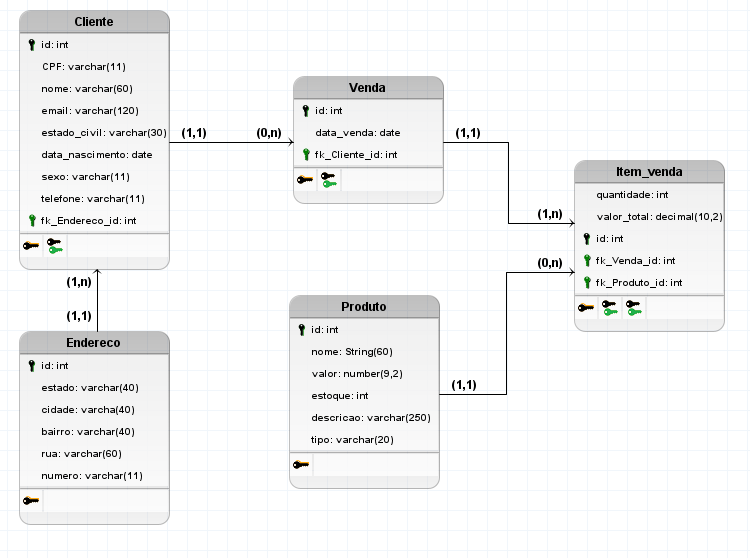 Cliente
id: int
CPF: varchar(11)
nome: varchar(60)
email: varchar(120)
estado_civil: varchar(30)
data_nascimento: date
sexo: varchar(11)
telefone: varchar(11)
fk_Endereco_id: int
(1,1)
(0,n)
Venda
id: int
data_venda: date
fk_Cliente_id: int
(1,1)
(1,n)
Item_venda
quantidade: int
valor_total: decimal(10,2)
id: int
fk_Venda_id: int
fk_Produto_id: int
(0,n)
(1,1)
Produto
id: int
nome: String(60)
valor: number(9,2)
estoque: int
descricao: varchar(250)
tipo: varchar(20)
(1,n)
(1,1)
Endereco
id: int
estado: varchar(40)
cidade: varcha(40)
bairro: varchar(40)
rua: varchar(60)
numero: varchar(11)